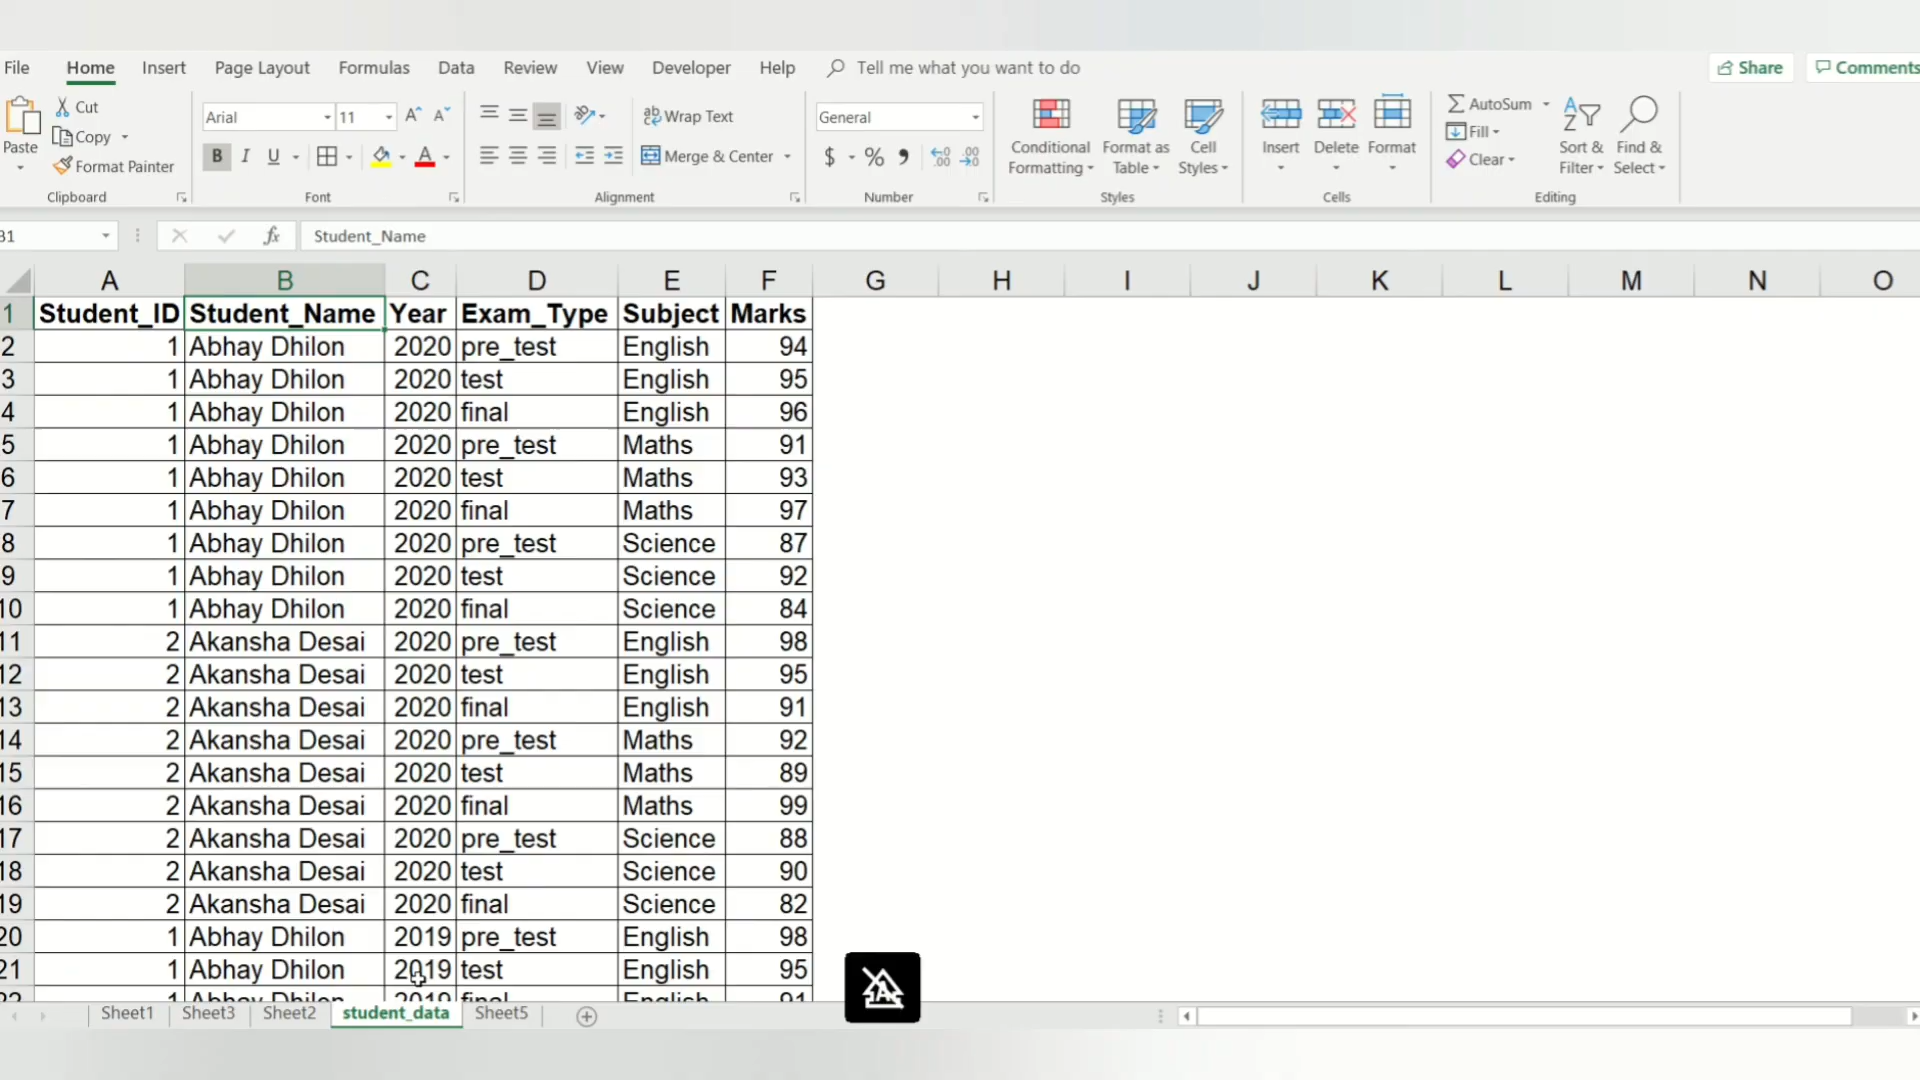 File Home Insert Page Layout Formulas Data Review View Developer Help Tell me what you want to do Share Comments
Paste Cut Copy Format Painter Clipboard
Arial 11 B I U Font
Wrap Text Merge & Center Alignment
General $ % Number
Conditional Formatting Format as Table Cell Styles Styles
Insert Delete Format Cells
AutoSum Fill Clear Sort & Filter Find & Select Editing
B1 fx Student_Name
A B C D E F G H I J K L M N O
1 Student_ID Student_Name Year Exam_Type Subject Marks
2 1 Abhay Dhilon 2020 pre_test English 94
3 1 Abhay Dhilon 2020 test English 95
4 1 Abhay Dhilon 2020 final English 96
5 1 Abhay Dhilon 2020 pre_test Maths 91
6 1 Abhay Dhilon 2020 test Maths 93
7 1 Abhay Dhilon 2020 final Maths 97
8 1 Abhay Dhilon 2020 pre_test Science 87
9 1 Abhay Dhilon 2020 test Science 92
10 1 Abhay Dhilon 2020 final Science 84
11 2 Akansha Desai 2020 pre_test English 98
12 2 Akansha Desai 2020 test English 95
13 2 Akansha Desai 2020 final English 91
14 2 Akansha Desai 2020 pre_test Maths 92
15 2 Akansha Desai 2020 test Maths 89
16 2 Akansha Desai 2020 final Maths 99
17 2 Akansha Desai 2020 pre_test Science 88
18 2 Akansha Desai 2020 test Science 90
19 2 Akansha Desai 2020 final Science 82
20 1 Abhay Dhilon 2019 pre_test English 98
21 1 Abhay Dhilon 2019 test English 95
22 1 Abhay Dhilon 2019 final English 91
Sheet1 Sheet3 Sheet2 student_data Sheet5